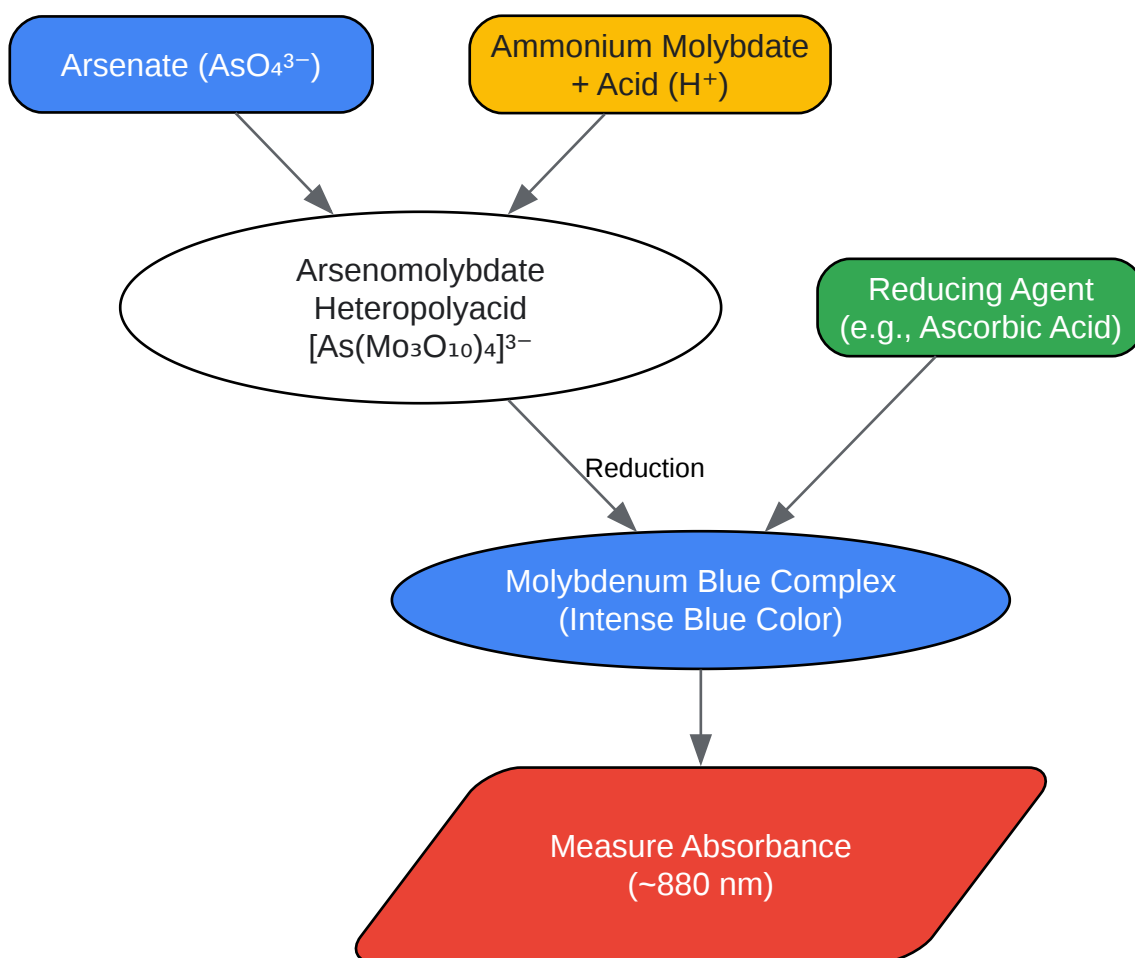 Arsenate (AsO₄³⁻)
Ammonium Molybdate
+ Acid (H⁺)
Arsenomolybdate
Heteropolyacid
[As(Mo₃O₁₀)₄]³⁻
Reducing Agent
(e.g., Ascorbic Acid)
Reduction
Molybdenum Blue Complex
(Intense Blue Color)
Measure Absorbance
(~880 nm)